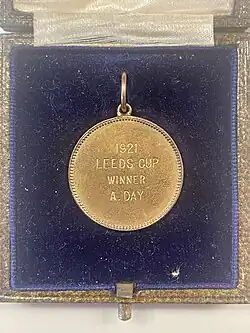 1921
LEEDS CUP
WINNER
A. DAY